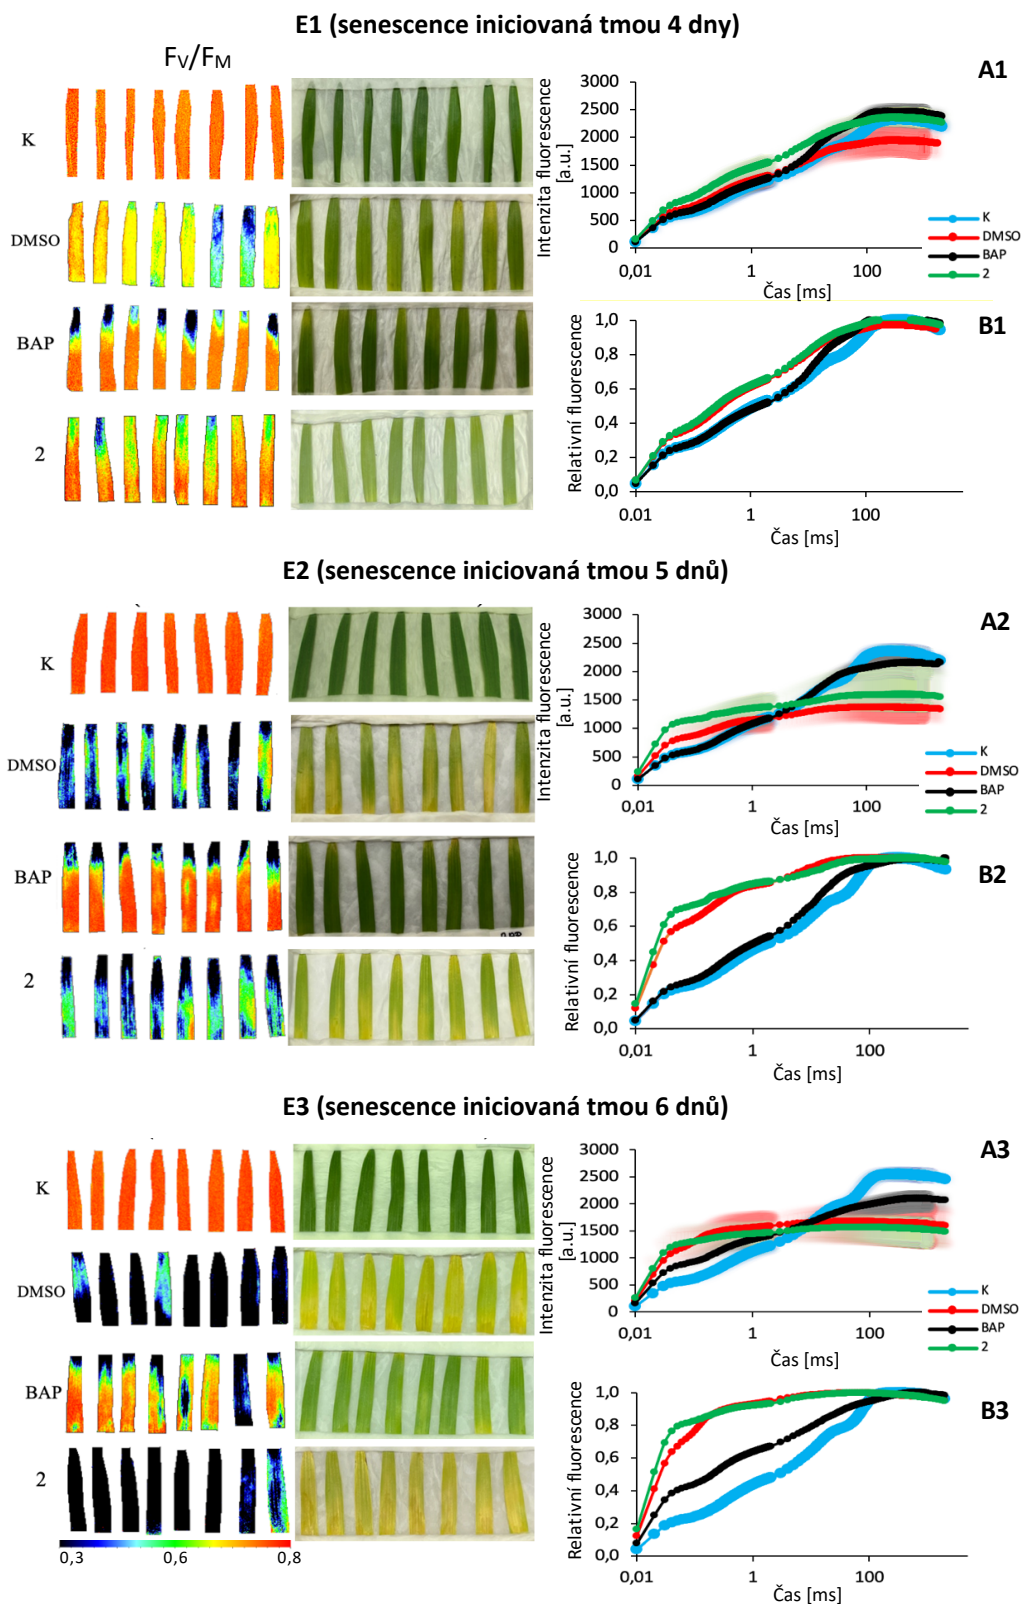 E1 (senescence iniciovaná tmou 4 dny)
FV/FM
K
DMSO
BAP
2
Intenzita fluorescence
[a.u.]
3000
2500
2000
1500
1000
500
0
0,01
1
100
Čas [ms]
A1
K
DMSO
BAP
2
Relativní fluorescence
1,0
0,8
0,6
0,4
0,2
0,0
0.01
1
100
Čas [ms]
B1
E2 (senescence iniciovaná tmou 5 dnů)
K
DMSO
BAP
2
Intenzita fluorescence
[a.u.]
3000
2500
2000
1500
1000
500
0
0,01
1
100
Čas [ms]
A2
K
DMSO
BAP
2
Relativní fluorescence
1,0
0,8
0,6
0,4
0,2
0,0
0,01
1
100
Čas [ms]
B2
E3 (senescence iniciovaná tmou 6 dnů)
K
DMSO
BAP
2
0,3
0,6
0,8
Intenzita fluorescence
[a.u.]
3000
2500
2000
1500
1000
500
0
0,01
1
100
Čas [ms]
A3
K
DMSO
BAP
2
Relativní fluorescence
1,0
0,8
0,6
0,4
0,2
0,0
0,01
1
100
Čas [ms]
B3